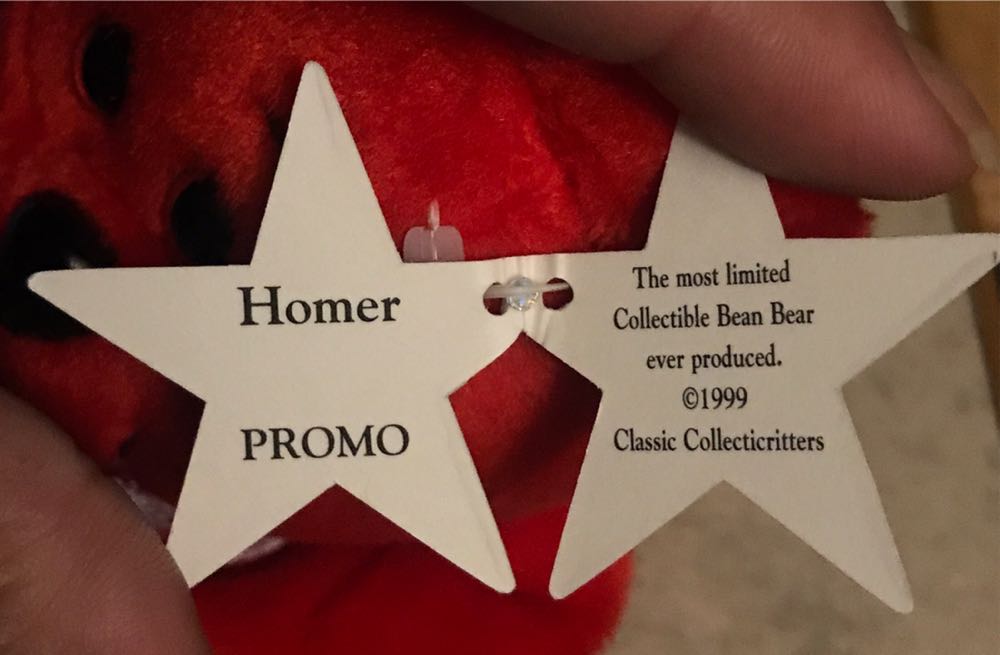 Homer
PROMO
The most limited
Collectible Bean Bear
ever produced.
©1999
Classic Collecticritters